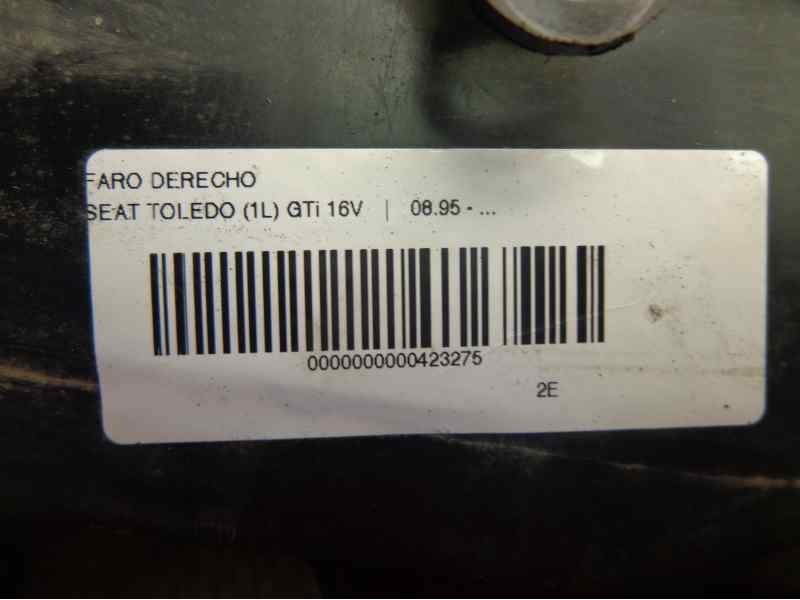 FARO DERECHO
SEAT TOLEDO (1L) GTi 16V | 08.95 - ...
0000000000423275
2E